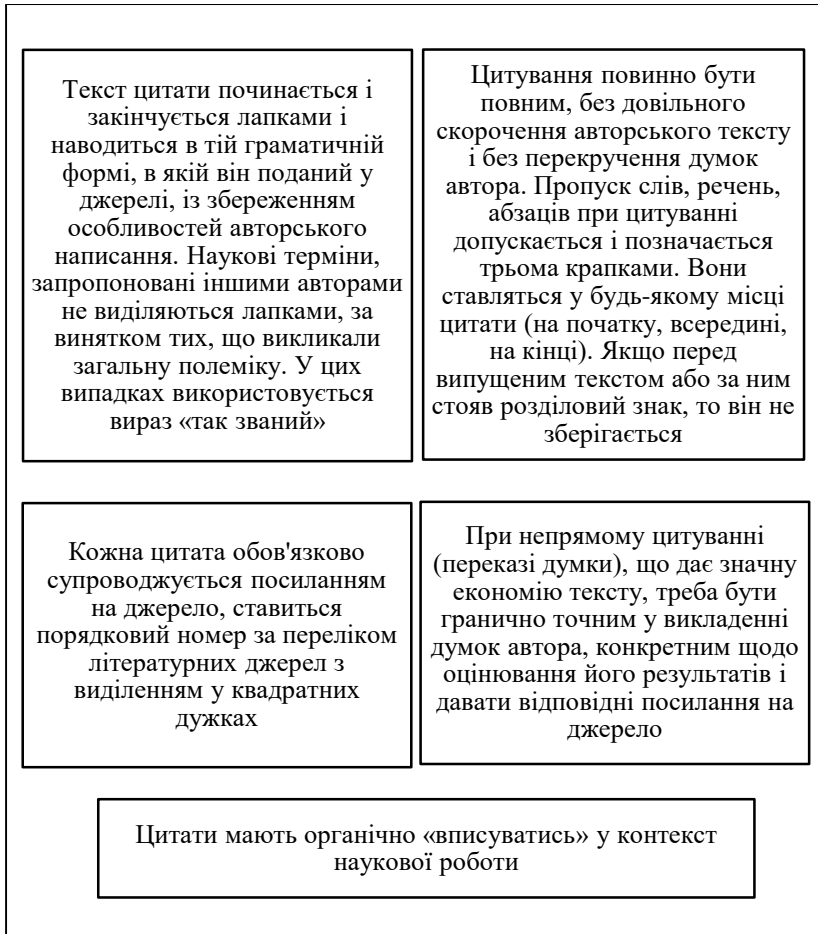 Текст цитати починається і
закінчується лапками і
наводиться в тій граматичній
формі, в якій він поданий у
джерелі, із збереженням
особливостей авторського
написання. Наукові терміни,
запропоновані іншими авторами
не виділяються лапками, за
винятком тих, що викликали
загальну полеміку. У цих
випадках використовується
вираз «так званий»
Цитування повинно бути
повним, без довільного
скорочення авторського тексту
і без перекручення думок
автора. Пропуск слів, речень,
абзаців при цитуванні
допускається і позначається
трьома крапками. Вони
ставляться у будь-якому місці
цитати (на початку, всередині,
на кінці). Якщо перед
випущеним текстом або за ним
стояв розділовий знак, то він не
зберігається
Кожна цитата обов'язково
супроводжується посиланням
на джерело, ставиться
порядковий номер за переліком
літературних джерел з
виділенням у квадратних
дужках
При непрямому цитуванні
(переказі думки), що дає значну
економію тексту, треба бути
гранично точним у викладенні
думок автора, конкретним щодо
оцінювання його результатів і
давати відповідні посилання на
джерело
Цитати мають органічно «вписуватись» у контекст
наукової роботи